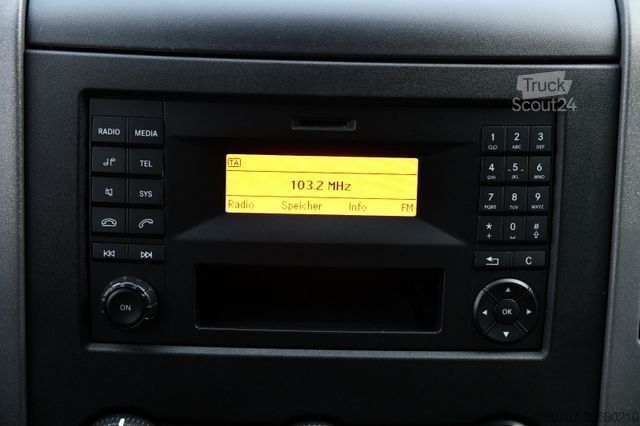 Truck
Scout24
RADIO MEDIA
TEL
SYS
ON
TA
103.2 MHz
Radio Speicher Info FM
1 2 ABC 3 DEF
4 GHI 5 JKL 6 MNO
7 PQRS 8 TUV 9 WXYZ
* 0 #
C
OK